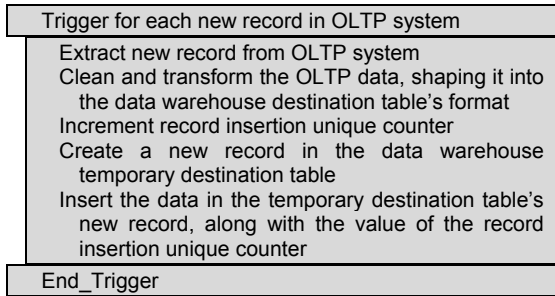 Trigger for each new record in OLTP system
Extract new record from OLTP system
Clean and transform the OLTP data, shaping it into
the data warehouse destination table’s format
Increment record insertion unique counter
Create a new record in the data warehouse
temporary destination table
Insert the data in the temporary destination table’s
new record, along with the value of the record
insertion unique counter
End_Trigger